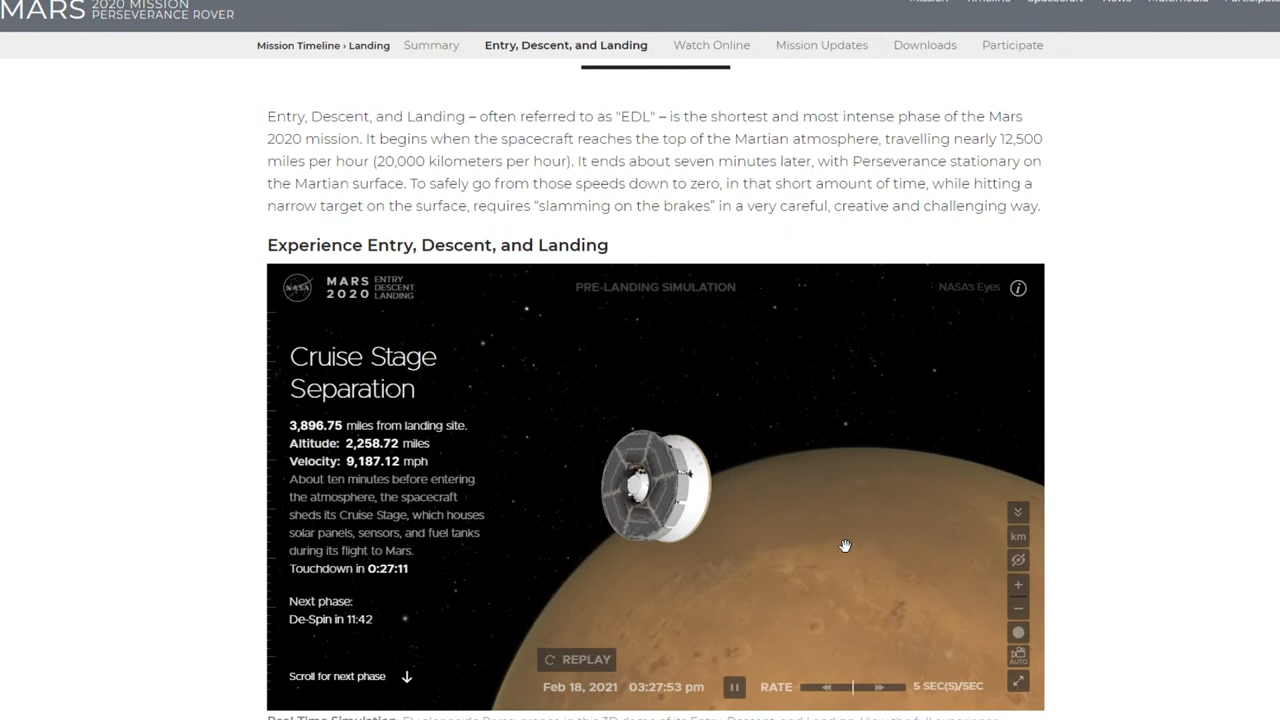 MARS
2020 MISSION
PERSEVERANCE ROVER
Mission Timeline › Landing Summary Entry, Descent, and Landing Watch Online Mission Updates Downloads Participate
Entry, Descent, and Landing – often referred to as "EDL" – is the shortest and most intense phase of the Mars
2020 mission. It begins when the spacecraft reaches the top of the Martian atmosphere, travelling nearly 12,500
miles per hour (20,000 kilometers per hour). It ends about seven minutes later, with Perseverance stationary on
the Martian surface. To safely go from those speeds down to zero, in that short amount of time, while hitting a
narrow target on the surface, requires “slamming on the brakes” in a very careful, creative and challenging way.
Experience Entry, Descent, and Landing
NASA
MARS
2020
ENTRY
DESCENT
LANDING
PRE-LANDING SIMULATION
NASA's Eyes i
Cruise Stage
Separation
3,896.75 miles from landing site.
Altitude: 2,258.72 miles
Velocity: 9,187.12 mph
About ten minutes before entering
the atmosphere, the spacecraft
sheds its Cruise Stage, which houses
solar panels, sensors, and fuel tanks
during its flight to Mars.
Touchdown in 0:27:11
Next phase:
De-Spin in 11:42
Scroll for next phase
km
+
−
AUTO
REPLAY
Feb 18, 2021 03:27:53 pm RATE 5 SEC(S)/SEC